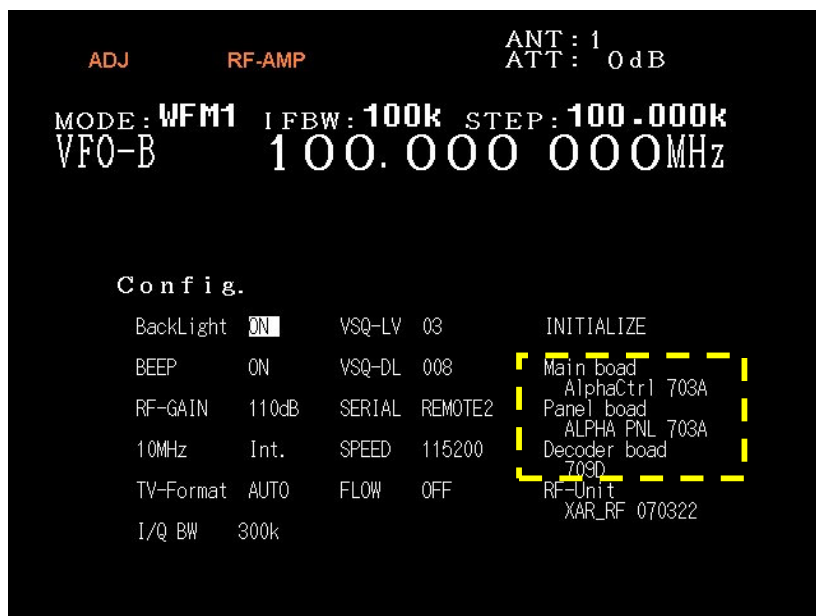 ADJ RF-AMP ANT:1
ATT: 0dB
MODE:WFM1 IFBW:100k STEP:100.000k
VFO-B 100.000 000MHz
Config.
BackLight ON VSQ-LV 03 INITIALIZE
BEEP ON VSQ-DL 008 Main boad
AlphaCtrl 703A
RF-GAIN 110dB SERIAL REMOTE2 Panel boad
ALPHA PNL 703A
10MHz Int. SPEED 115200 Decoder boad
709D
TV-Format AUTO FLOW OFF RF-Unit
XAR_RF 070322
I/Q BW 300k